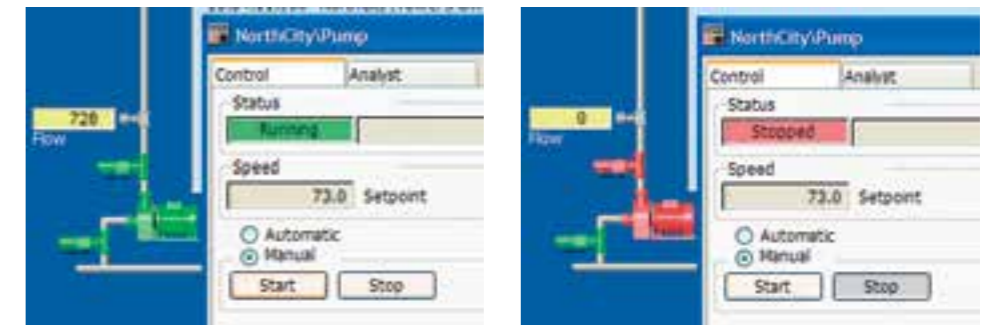 NorthCity\Pump
Control Analyst
Status
720
Running
Flow
Speed
73.0 Setpoint
Automatic
Manual
Start Stop
NorthCity\Pump
Control Analyst
Status
0
Stopped
Flow
Speed
73.0 Setpoint
Automatic
Manual
Start Stop